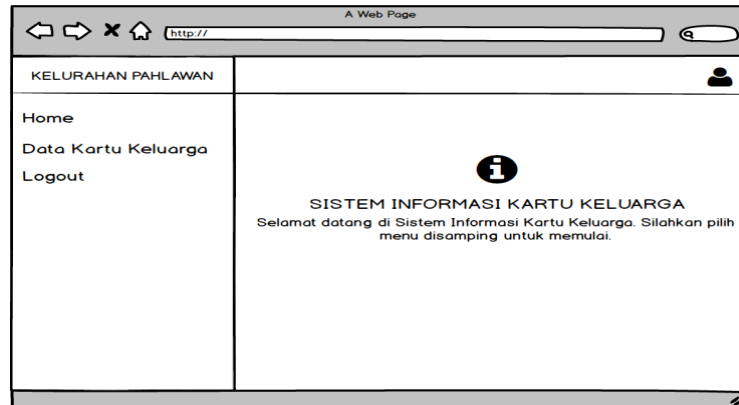 A Web Page
http://
KELURAHAN PAHLAWAN
Home
Data Kartu Keluarga
Logout
SISTEM INFORMASI KARTU KELUARGA
Selamat datang di Sistem Informasi Kartu Keluarga. Silahkan pilih
menu disamping untuk memulai.